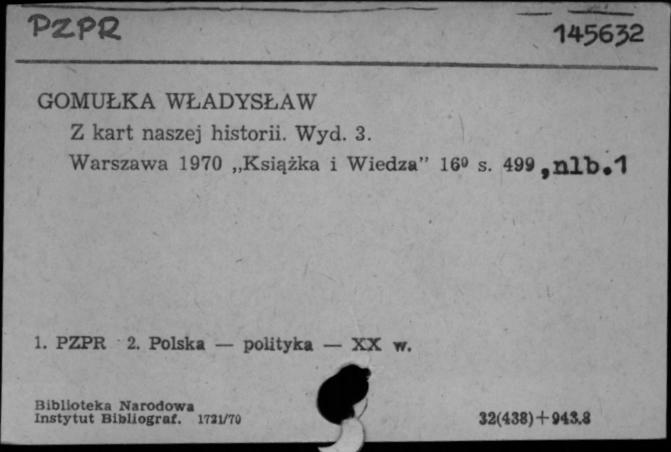 PZPR 145632
GOMUŁKA WŁADYSŁAW
Z kart naszej historii. Wyd. 3.
Warszawa 1970 „Książka i Wiedza” 16⁰ s. 499, nlb.1
1. PZPR 2. Polska — polityka — XX w.
Biblioteka Narodowa
Instytut Bibliograf. 1721/70 32(438)+943.8